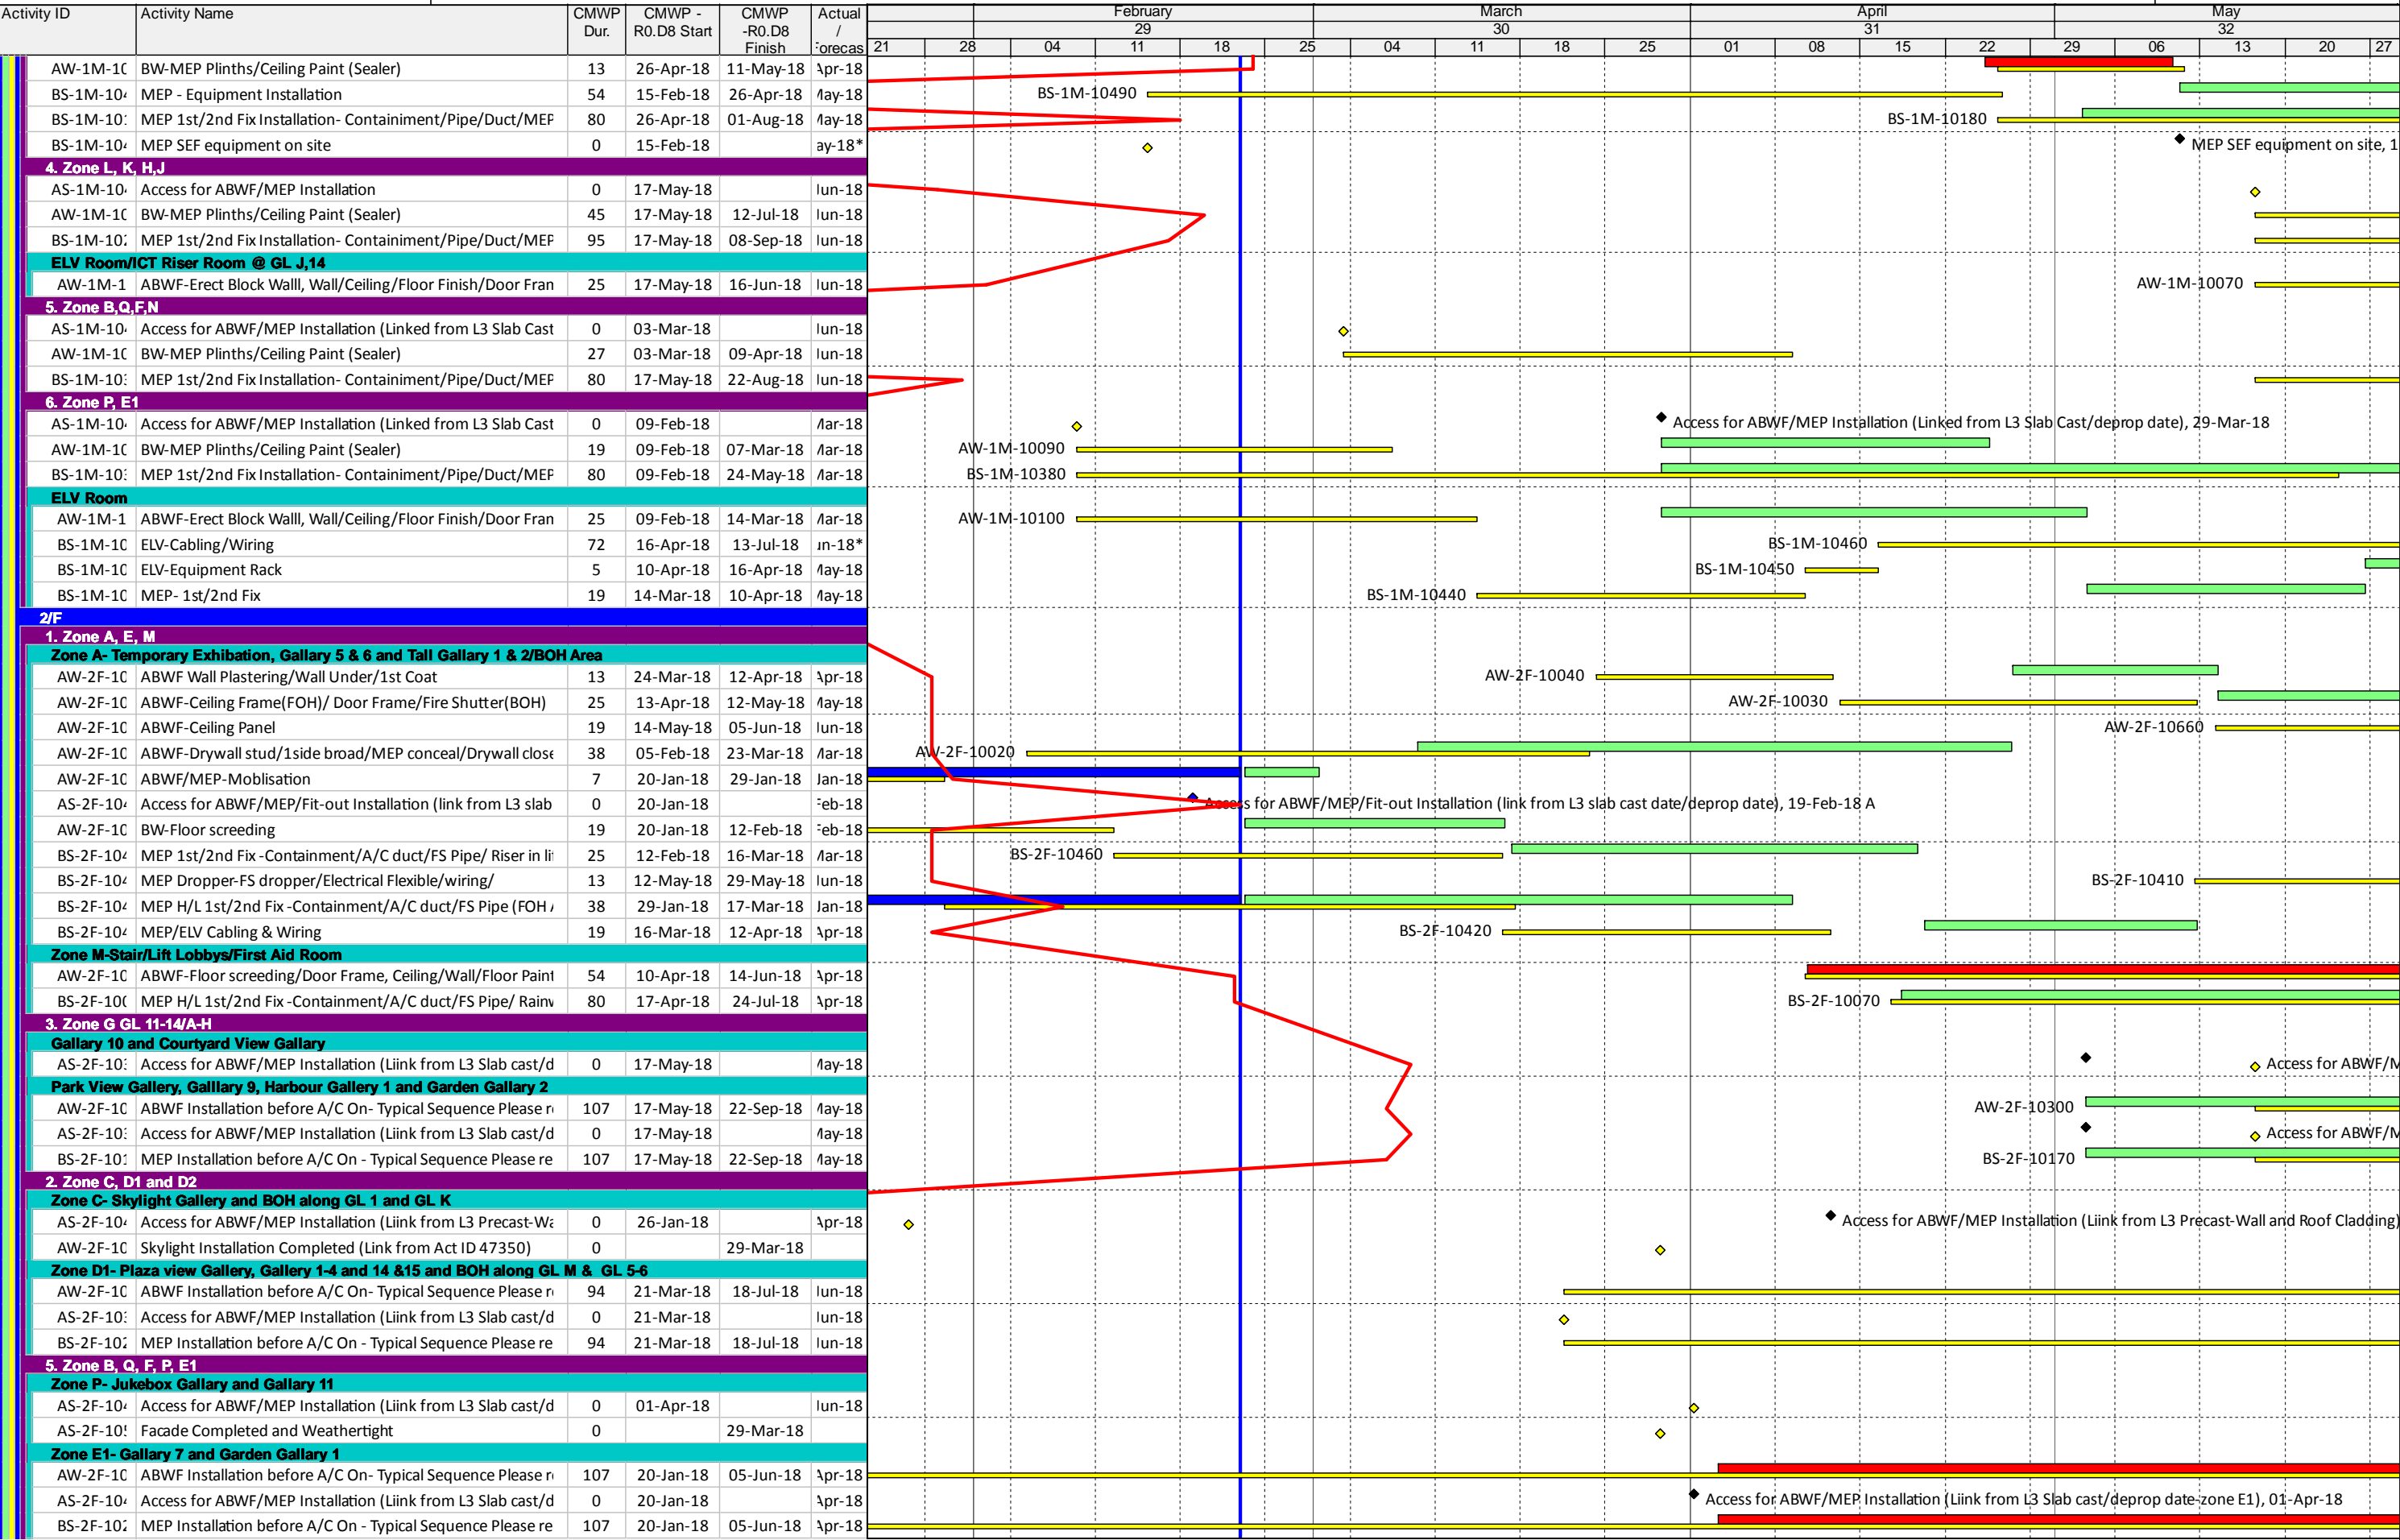 Activity ID Activity Name CMWP Dur. CMWP - R0.D8 Start CMWP -R0.D8 Finish Actual / Forecas
February March April May
29 30 31 32
21 28 04 11 18 25 04 11 18 25 01 08 15 22 29 06 13 20 27
AW-1M-10 BW-MEP Plinths/Ceiling Paint (Sealer) 13 26-Apr-18 11-May-18 Apr-18
BS-1M-104 MEP - Equipment Installation 54 15-Feb-18 26-Apr-18 May-18 BS-1M-10490
BS-1M-101 MEP 1st/2nd Fix Installation- Containiment/Pipe/Duct/MEP 80 26-Apr-18 01-Aug-18 May-18 BS-1M-10180
BS-1M-104 MEP SEF equipment on site 0 15-Feb-18 ay-18* MEP SEF equipment on site, 1
4. Zone L, K, H,J
AS-1M-104 Access for ABWF/MEP Installation 0 17-May-18 Jun-18
AW-1M-10 BW-MEP Plinths/Ceiling Paint (Sealer) 45 17-May-18 12-Jul-18 Jun-18
BS-1M-102 MEP 1st/2nd Fix Installation- Containiment/Pipe/Duct/MEP 95 17-May-18 08-Sep-18 Jun-18
ELV Room/ICT Riser Room @ GL J,14
AW-1M-1 ABWF-Erect Block Walll, Wall/Ceiling/Floor Finish/Door Fran 25 17-May-18 16-Jun-18 Jun-18 AW-1M-10070
5. Zone B,Q,F,N
AS-1M-104 Access for ABWF/MEP Installation (Linked from L3 Slab Cast 0 03-Mar-18 Jun-18
AW-1M-10 BW-MEP Plinths/Ceiling Paint (Sealer) 27 03-Mar-18 09-Apr-18 Jun-18
BS-1M-103 MEP 1st/2nd Fix Installation- Containiment/Pipe/Duct/MEP 80 17-May-18 22-Aug-18 Jun-18
6. Zone P, E1
AS-1M-104 Access for ABWF/MEP Installation (Linked from L3 Slab Cast 0 09-Feb-18 Mar-18 Access for ABWF/MEP Installation (Linked from L3 Slab Cast/deprop date), 29-Mar-18
AW-1M-10 BW-MEP Plinths/Ceiling Paint (Sealer) 19 09-Feb-18 07-Mar-18 Mar-18 AW-1M-10090
BS-1M-103 MEP 1st/2nd Fix Installation- Containiment/Pipe/Duct/MEP 80 09-Feb-18 24-May-18 Mar-18 BS-1M-10380
ELV Room
AW-1M-1 ABWF-Erect Block Walll, Wall/Ceiling/Floor Finish/Door Fran 25 09-Feb-18 14-Mar-18 Mar-18 AW-1M-10100
BS-1M-10 ELV-Cabling/Wiring 72 16-Apr-18 13-Jul-18 un-18* BS-1M-10460
BS-1M-10 ELV-Equipment Rack 5 10-Apr-18 16-Apr-18 May-18 BS-1M-10450
BS-1M-10 MEP- 1st/2nd Fix 19 14-Mar-18 10-Apr-18 May-18 BS-1M-10440
2/F
1. Zone A, E, M
Zone A- Temporary Exhibition, Gallary 5 & 6 and Tall Gallary 1 & 2/BOH Area
AW-2F-10 ABWF Wall Plastering/Wall Under/1st Coat 13 24-Mar-18 12-Apr-18 Apr-18 AW-2F-10040
AW-2F-10 ABWF-Ceiling Frame(FOH)/ Door Frame/Fire Shutter(BOH) 25 13-Apr-18 12-May-18 May-18 AW-2F-10030
AW-2F-10 ABWF-Ceiling Panel 19 14-May-18 05-Jun-18 Jun-18 AW-2F-10660
AW-2F-10 ABWF-Drywall stud/1side broad/MEP conceal/Drywall close 38 05-Feb-18 23-Mar-18 Mar-18 AW-2F-10020
AW-2F-10 ABWF/MEP-Moblisation 7 20-Jan-18 29-Jan-18 Jan-18
AS-2F-104 Access for ABWF/MEP/Fit-out Installation (link from L3 slab 0 20-Jan-18 Feb-18 Access for ABWF/MEP/Fit-out Installation (link from L3 slab cast date/deprop date), 19-Feb-18 A
AW-2F-10 BW-Floor screeding 19 20-Jan-18 12-Feb-18 Feb-18
BS-2F-104 MEP 1st/2nd Fix -Containment/A/C duct/FS Pipe/ Riser in li 25 12-Feb-18 16-Mar-18 Mar-18 BS-2F-10460
BS-2F-104 MEP Dropper-FS dropper/Electrical Flexible/wiring/ 13 12-May-18 29-May-18 Jun-18 BS-2F-10410
BS-2F-104 MEP H/L 1st/2nd Fix -Containment/A/C duct/FS Pipe (FOH 38 29-Jan-18 17-Mar-18 Jan-18
BS-2F-104 MEP/ELV Cabling & Wiring 19 16-Mar-18 12-Apr-18 Apr-18 BS-2F-10420
Zone M-Stair/Lift Lobbys/First Aid Room
AW-2F-10 ABWF-Floor screeding/Door Frame, Ceiling/Wall/Floor Paint 54 10-Apr-18 14-Jun-18 Apr-18
BS-2F-100 MEP H/L 1st/2nd Fix -Containment/A/C duct/FS Pipe/ Rainw 80 17-Apr-18 24-Jul-18 Apr-18 BS-2F-10070
3. Zone G GL 11-14/A-H
Gallary 10 and Courtyard View Gallary
AS-2F-103 Access for ABWF/MEP Installation (Liink from L3 Slab cast/d 0 17-May-18 May-18 Access for ABWF/M
Park View Gallery, Galllary 9, Harbour Gallery 1 and Garden Gallary 2
AW-2F-10 ABWF Installation before A/C On- Typical Sequence Please r 107 17-May-18 22-Sep-18 May-18 AW-2F-10300
AS-2F-103 Access for ABWF/MEP Installation (Liink from L3 Slab cast/d 0 17-May-18 May-18 Access for ABWF/M
BS-2F-101 MEP Installation before A/C On - Typical Sequence Please re 107 17-May-18 22-Sep-18 May-18 BS-2F-10170
2. Zone C, D1 and D2
Zone C- Skylight Gallery and BOH along GL 1 and GL K
AS-2F-104 Access for ABWF/MEP Installation (Liink from L3 Precast-Wa 0 26-Jan-18 Apr-18 Access for ABWF/MEP Installation (Liink from L3 Precast-Wall and Roof Cladding)
AW-2F-10 Skylight Installation Completed (Link from Act ID 47350) 0 29-Mar-18
Zone D1- Plaza view Gallery, Gallery 1-4 and 14 &15 and BOH along GL M & GL 5-6
AW-2F-10 ABWF Installation before A/C On- Typical Sequence Please r 94 21-Mar-18 18-Jul-18 Jun-18
AS-2F-103 Access for ABWF/MEP Installation (Liink from L3 Slab cast/d 0 21-Mar-18 Jun-18
BS-2F-102 MEP Installation before A/C On - Typical Sequence Please re 94 21-Mar-18 18-Jul-18 Jun-18
5. Zone B, Q, F, P, E1
Zone P- Jukebox Gallary and Gallary 11
AS-2F-104 Access for ABWF/MEP Installation (Liink from L3 Slab cast/d 0 01-Apr-18 Jun-18
AS-2F-105 Facade Completed and Weathertight 0 29-Mar-18
Zone E1- Gallary 7 and Garden Gallary 1
AW-2F-10 ABWF Installation before A/C On- Typical Sequence Please r 107 20-Jan-18 05-Jun-18 Apr-18
AS-2F-104 Access for ABWF/MEP Installation (Liink from L3 Slab cast/d 0 20-Jan-18 Apr-18 Access for ABWF/MEP Installation (Liink from L3 Slab cast/deprop date-zone E1), 01-Apr-18
BS-2F-102 MEP Installation before A/C On - Typical Sequence Please re 107 20-Jan-18 05-Jun-18 Apr-18